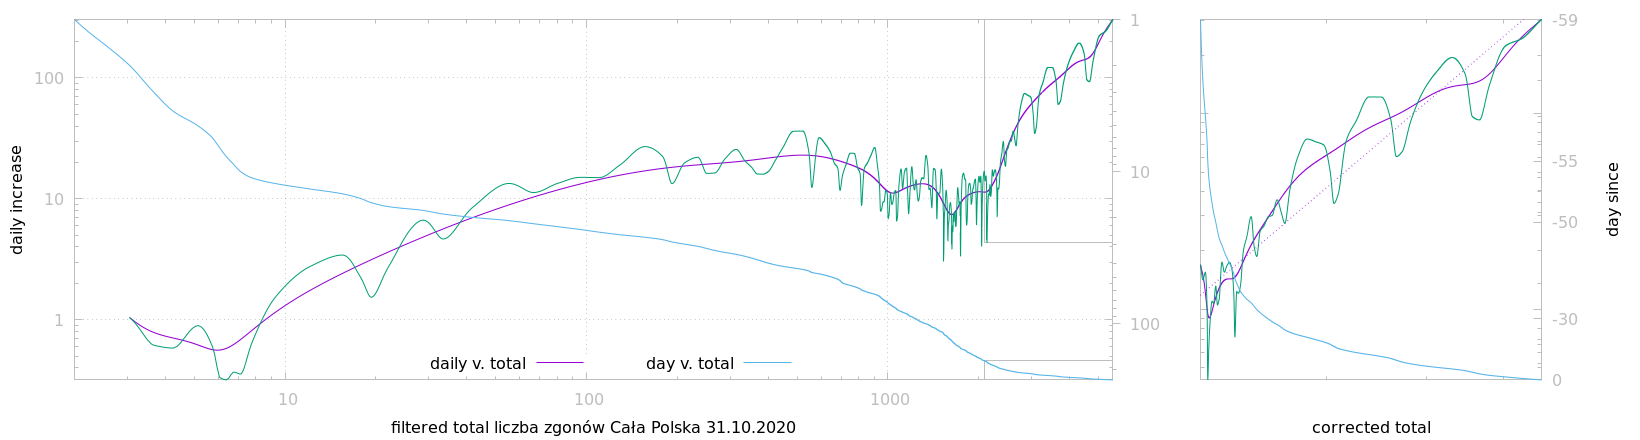 daily increase
100
10
1
10
100
1000
1
10
100
daily v. total
day v. total
filtered total liczba zgonów Cała Polska 31.10.2020
-59
-55
-50
-30
0
day since
corrected total